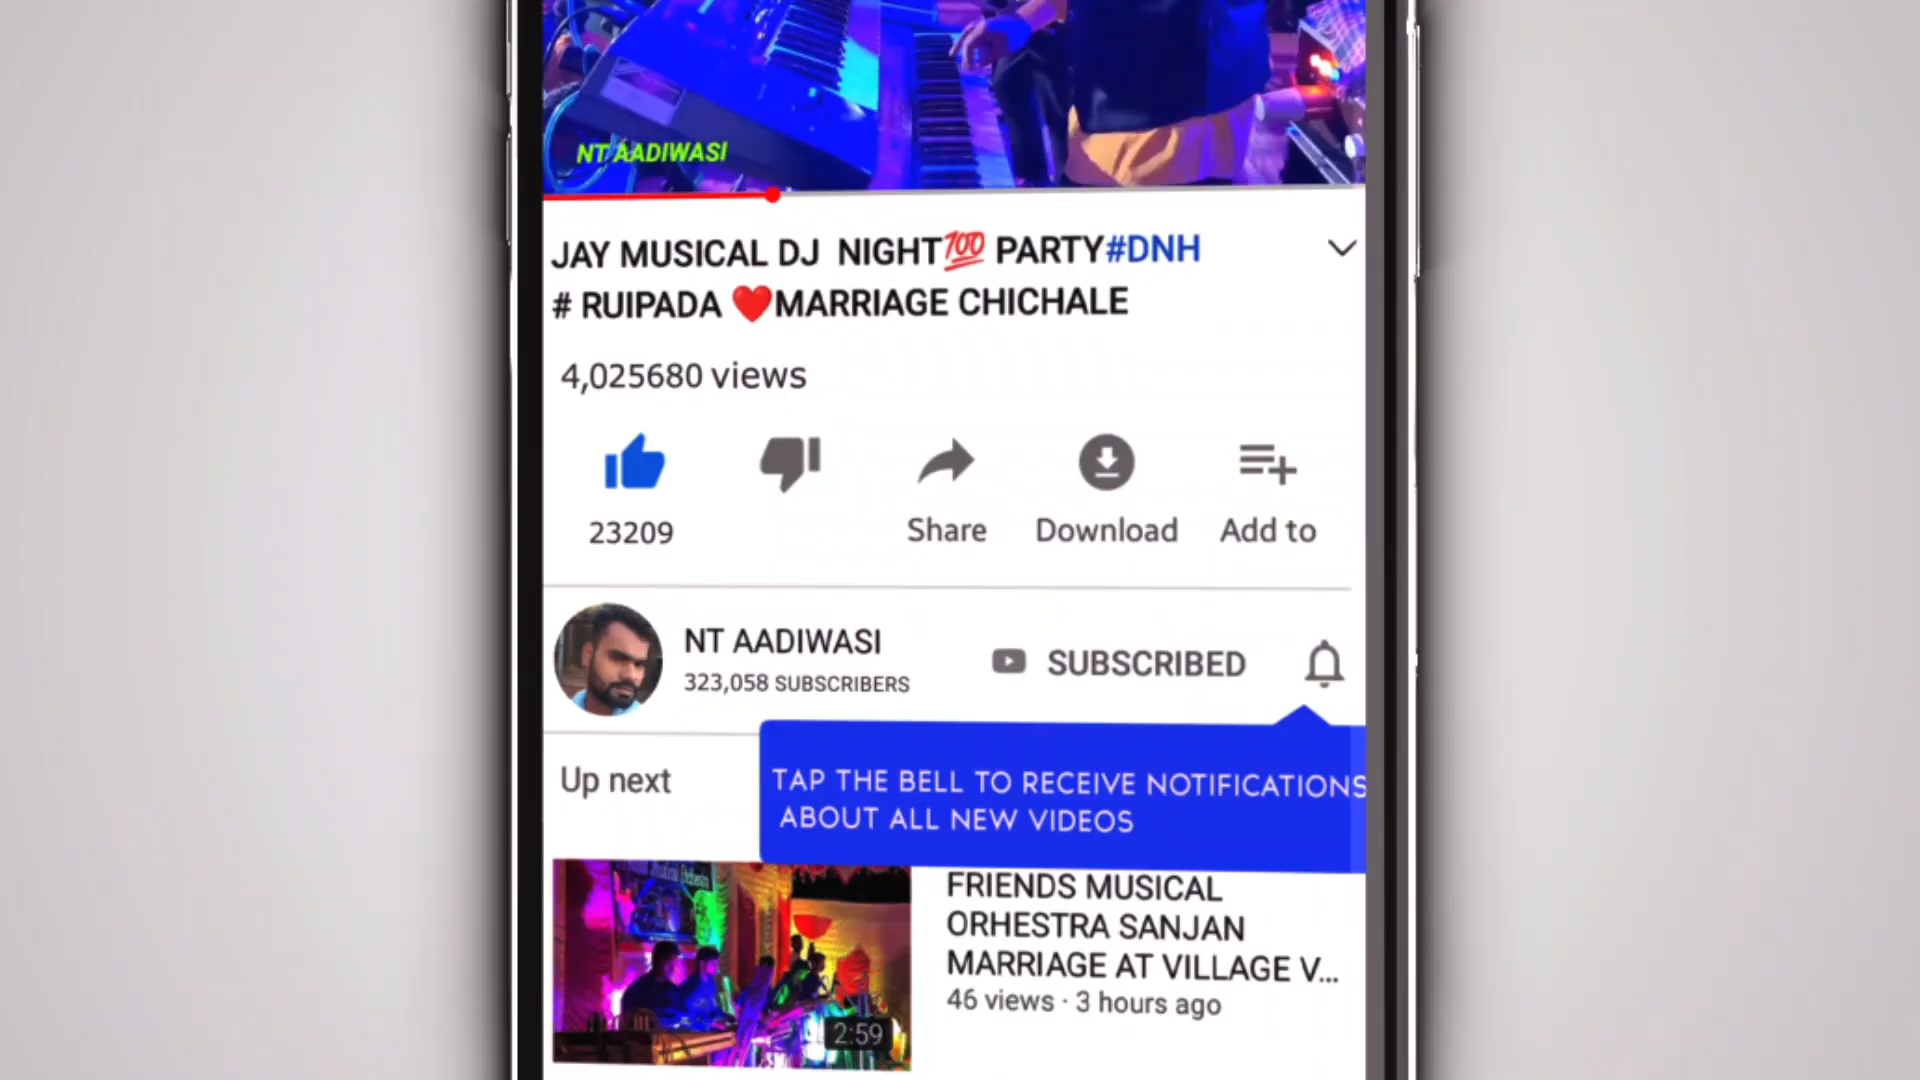 NT AADIWASI
JAY MUSICAL DJ NIGHT💯 PARTY#DNH
# RUIPADA ❤️MARRIAGE CHICHALE
4,025680 views
23209
Share
Download
Add to
NT AADIWASI
323,058 SUBSCRIBERS
SUBSCRIBED
TAP THE BELL TO RECEIVE NOTIFICATIONS
ABOUT ALL NEW VIDEOS
Up next
FRIENDS MUSICAL
ORHESTRA SANJAN
MARRIAGE AT VILLAGE V...
46 views · 3 hours ago
2:59